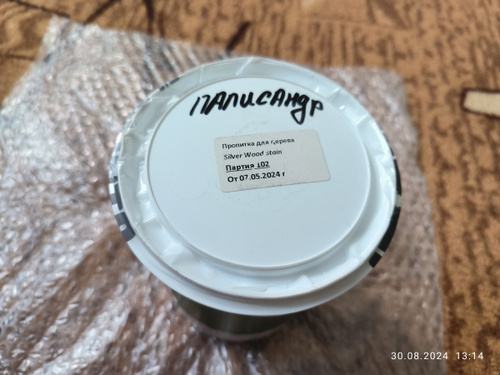 ПАЛИСАНДР
Пропитка для дерева
Silver Wood stain
Партия 102
От 07.05.2024 г
30.08.2024 13:14